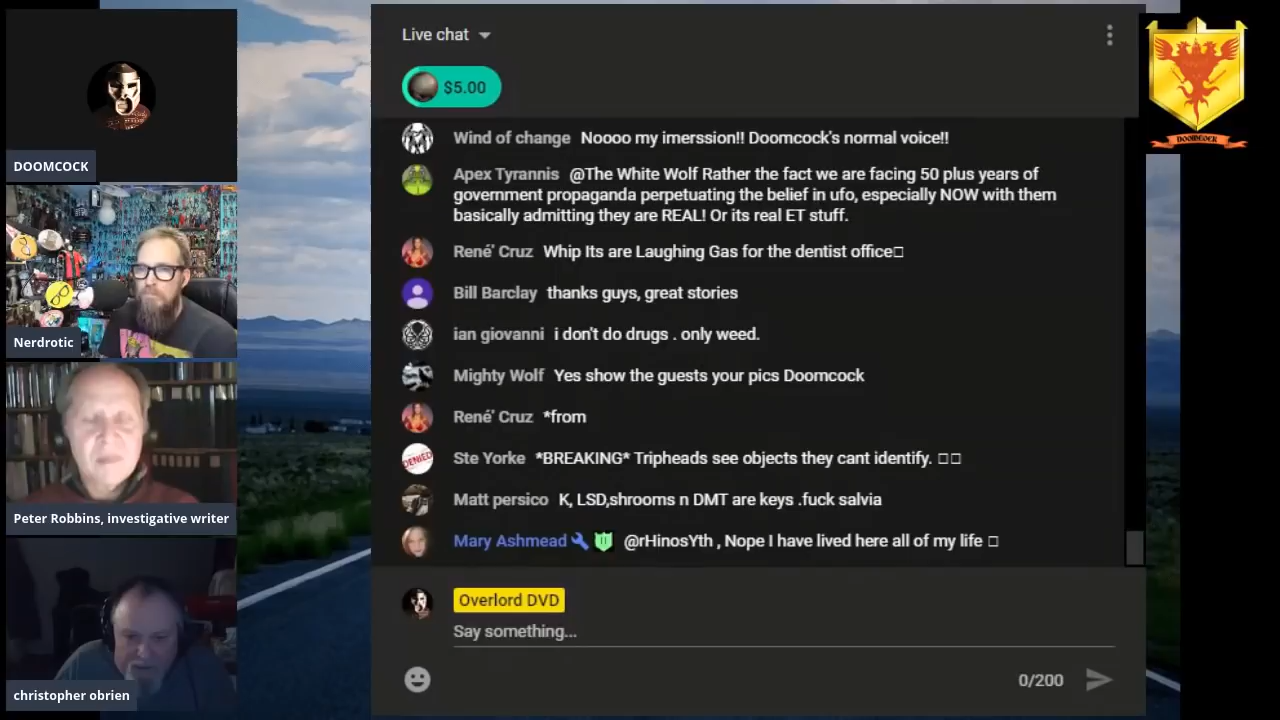 DOOMCOCK
Nerdrotic
Peter Robbins, investigative writer
christopher obrien
Live chat
$5.00
Wind of change Noooo my imerssion!! Doomcock's normal voice!!
Apex Tyrannis @The White Wolf Rather the fact we are facing 50 plus years of
government propaganda perpetuating the belief in ufo, especially NOW with them
basically admitting they are REAL! Or its real ET stuff.
René' Cruz Whip Its are Laughing Gas for the dentist office□
Bill Barclay thanks guys, great stories
ian giovanni i don't do drugs . only weed.
Mighty Wolf Yes show the guests your pics Doomcock
René' Cruz *from
DENIED
Ste Yorke *BREAKING* Tripheads see objects they cant identify. □□
Matt persico K, LSD,shrooms n DMT are keys .fuck salvia
Mary Ashmead @rHinosYth , Nope I have lived here all of my life □
Overlord DVD
Say something...
0/200
DOOMCOCK